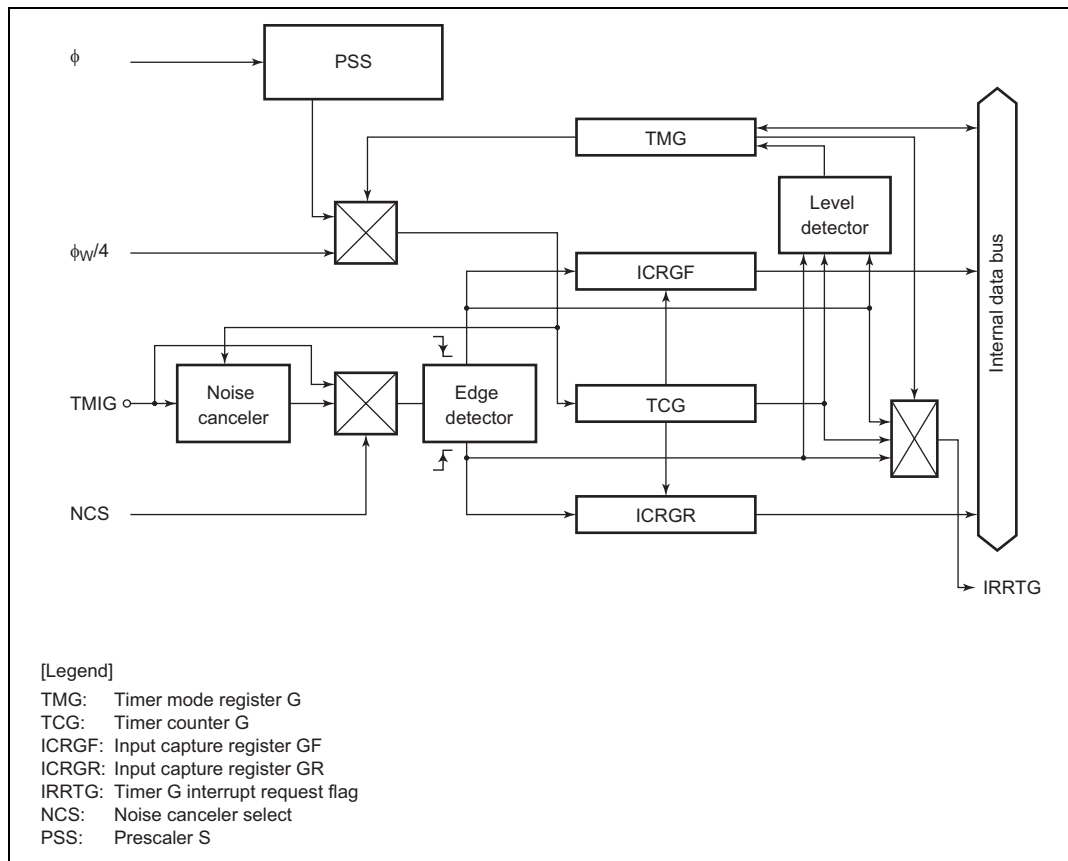 ϕ
PSS
TMG
Level
detector
ϕW/4
ICRGF
Internal data bus
TMIG
Noise
canceler
Edge
detector
TCG
NCS
ICRGR
IRRTG
[Legend]
TMG: Timer mode register G
TCG: Timer counter G
ICRGF: Input capture register GF
ICRGR: Input capture register GR
IRRTG: Timer G interrupt request flag
NCS: Noise canceler select
PSS: Prescaler S